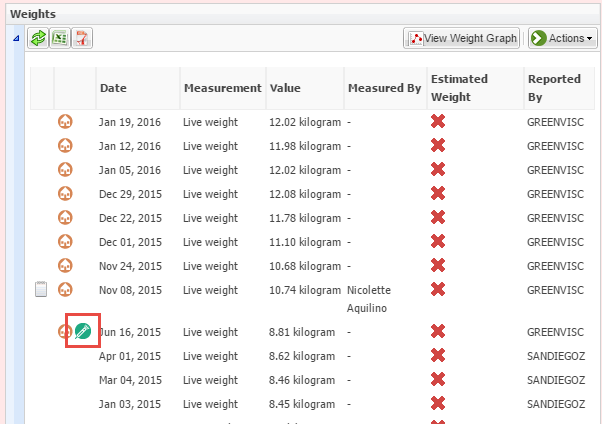 Weights
View Weight Graph Actions
Date Measurement Value Measured By Estimated Weight Reported By
Jan 19, 2016 Live weight 12.02 kilogram - GREENVISC
Jan 12, 2016 Live weight 11.98 kilogram - GREENVISC
Jan 05, 2016 Live weight 12.02 kilogram - GREENVISC
Dec 29, 2015 Live weight 12.08 kilogram - GREENVISC
Dec 22, 2015 Live weight 11.78 kilogram - GREENVISC
Dec 01, 2015 Live weight 11.10 kilogram - GREENVISC
Nov 24, 2015 Live weight 10.68 kilogram - GREENVISC
Nov 08, 2015 Live weight 10.74 kilogram Nicolette Aquilino GREENVISC
Jun 16, 2015 Live weight 8.81 kilogram - GREENVISC
Apr 01, 2015 Live weight 8.62 kilogram - SANDIEGOZ
Mar 04, 2015 Live weight 8.46 kilogram - SANDIEGOZ
Jan 03, 2015 Live weight 8.45 kilogram - SANDIEGOZ